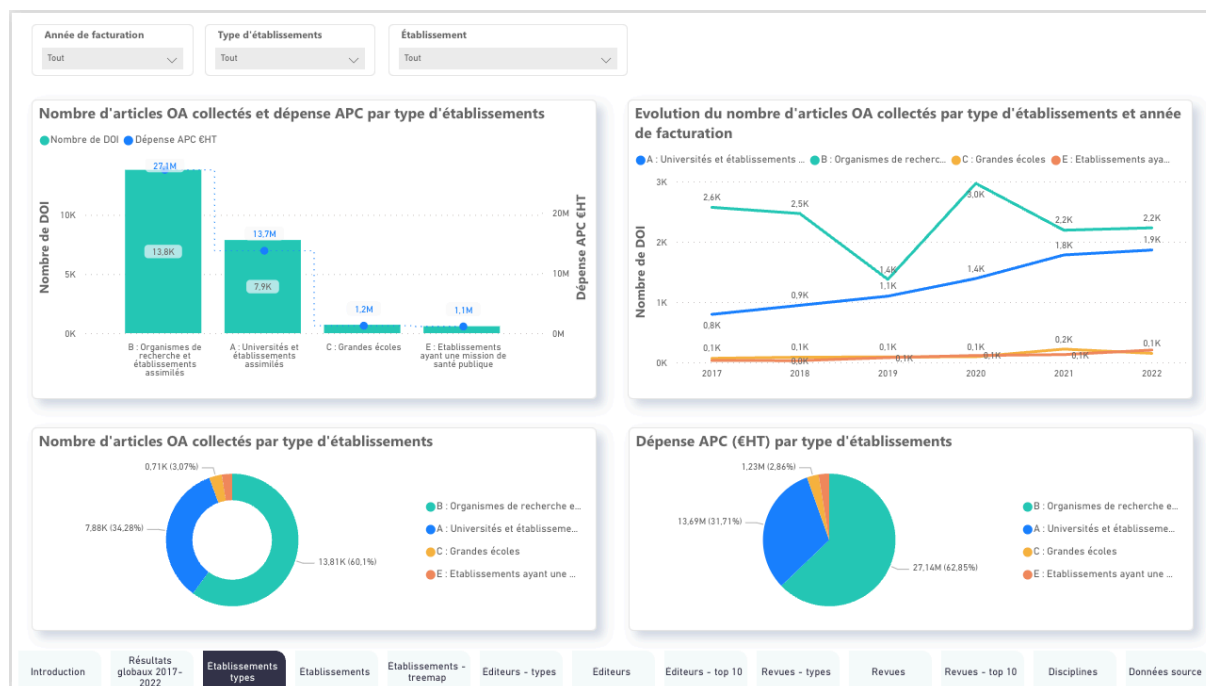 Année de facturation
Tout
Type d'établissements
Tout
Établissement
Tout
Nombre d'articles OA collectés et dépense APC par type d'établissements
Nombre de DOI Dépense APC €HT
Nombre de DOI
10K
5K
0K
27,1M
13,8K
13,7M
7,9K
1,2M
1,1M
20M
10M
0M
Dépense APC €HT
B : Organismes de
recherche et
établissements
assimilés
A : Universités et
établissements
assimilés
C : Grandes écoles
E : Etablissements
ayant une mission de
santé publique
Evolution du nombre d'articles OA collectés par type d'établissements et année
de facturation
A : Universités et établissements ... B : Organismes de recherc... C : Grandes écoles E : Etablissements aya...
Nombre de DOI
3K
2K
1K
0K
2,6K
2,5K
1,4K
3,0K
2,2K
2,2K
0,8K
0,9K
1,1K
1,4K
1,8K
1,9K
0,1K
0,1K
0,1K
0,1K
0,2K
0,1K
0,0K
0,1K
0,1K
0,1K
2017
2018
2019
2020
2021
2022
Nombre d'articles OA collectés par type d'établissements
0,71K (3,07%)
7,88K (34,28%)
13,81K (60,1%)
B : Organismes de recherche e...
A : Universités et établisseme...
C : Grandes écoles
E : Etablissements ayant une ...
Dépense APC (€HT) par type d'établissements
1,23M (2,86%)
13,69M (31,71%)
27,14M (62,85%)
B : Organismes de recherche e...
A : Universités et établisseme...
C : Grandes écoles
E : Etablissements ayant une ...
Introduction
Résultats
globaux 2017-
2022
Etablissements
types
Etablissements
Etablissements -
treemap
Editeurs - types
Editeurs
Editeurs - top 10
Revues - types
Revues
Revues - top 10
Disciplines
Données source